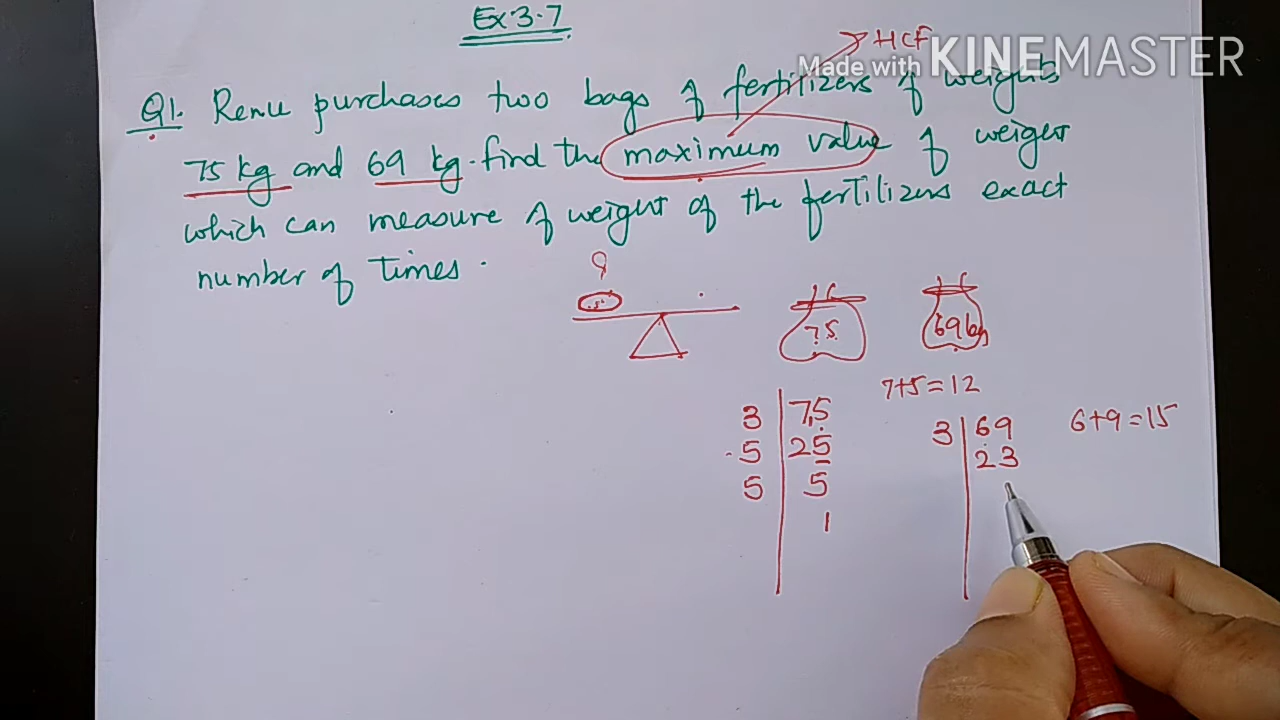 Ex 3.7
HCF
Made with KINEMASTER
Q1. Renu purchases two bags of fertilizers of weights
75 kg and 69 kg. find the maximum value of weight
which can measure of weight of the fertilizers exact
number of times.
75
69 kg
7+5=12
3 | 75
5 | 25
5 | 5
1
3 | 69
23
6+9=15